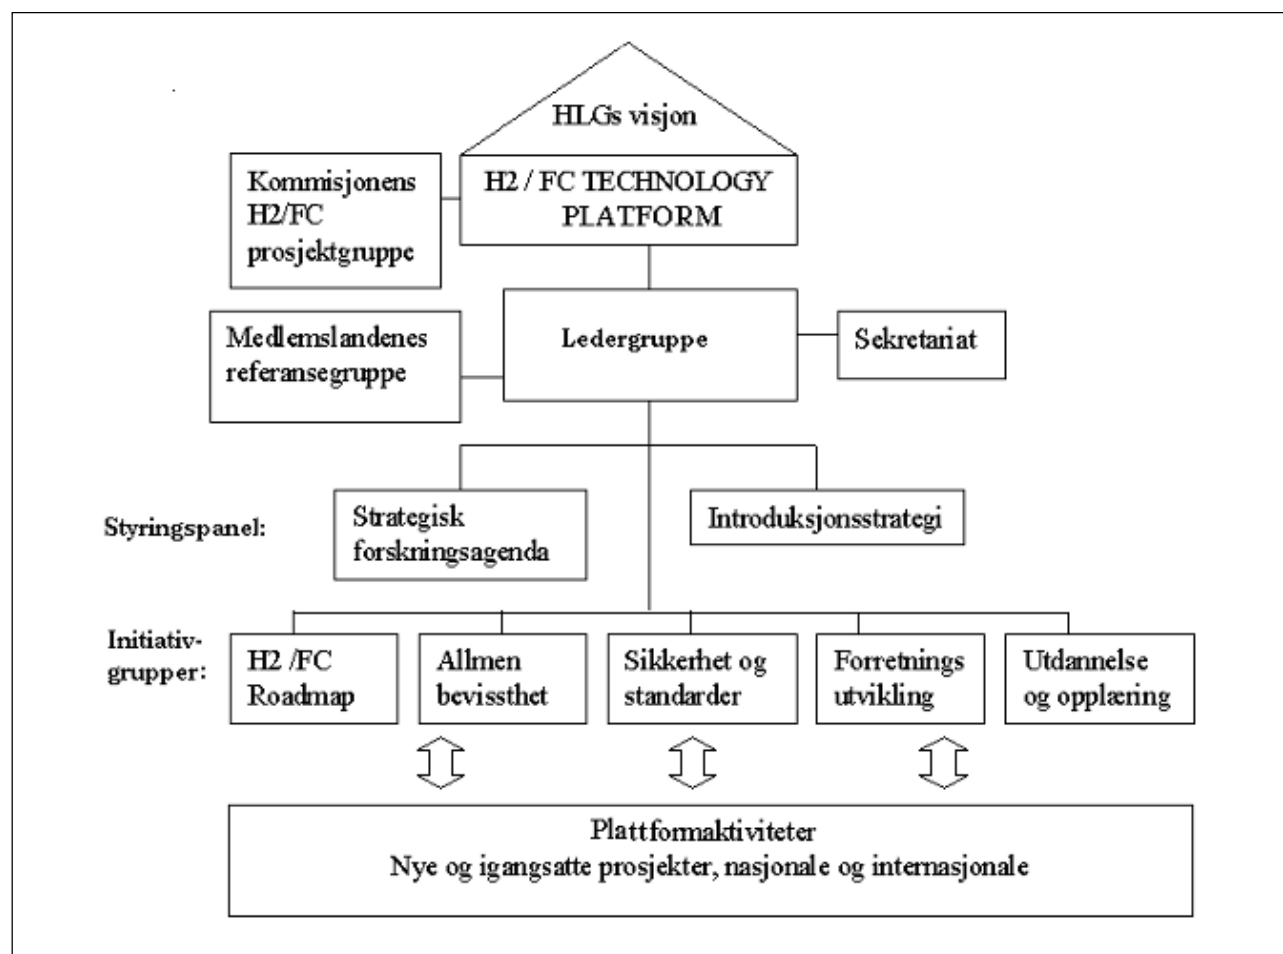 HLGs visjon
H2 / FC TECHNOLOGY
PLATFORM
Kommisjonens
H2/FC
prosjektgruppe
Medlemslandenes
referansegruppe
Ledergruppe
Sekretariat
Styringspanel:
Strategisk
forskningsagenda
Introduksjonsstrategi
Initiativ-
grupper:
H2 /FC
Roadmap
Allmen
bevissthet
Sikkerhet og
standarder
Forretnings
utvikling
Utdannelse
og opplæring
Plattformaktiviteter
Nye og igangsatte prosjekter, nasjonale og internasjonale